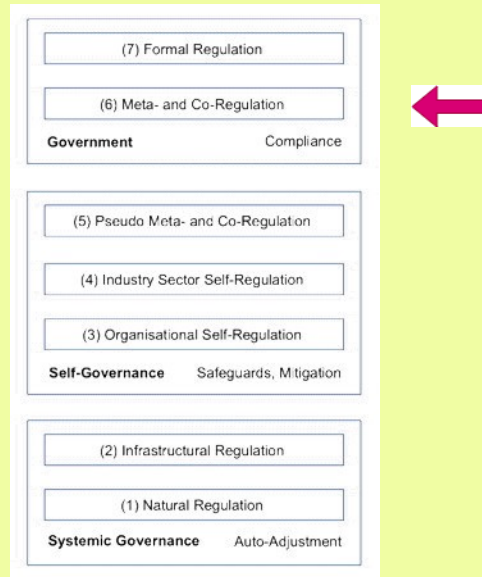 (7) Formal Regulation
(6) Meta- and Co-Regulation
Government Compliance
(5) Pseudo Meta- and Co-Regulation
(4) Industry Sector Self-Regulation
(3) Organisational Self-Regulation
Self-Governance Safeguards, Mitigation
(2) Infrastructural Regulation
(1) Natural Regulation
Systemic Governance Auto-Adjustment